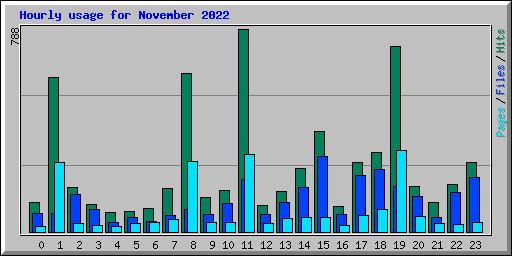 Hourly usage for November 2022
788
Pages / Files / Hits
0 1 2 3 4 5 6 7 8 9 10 11 12 13 14 15 16 17 18 19 20 21 22 23